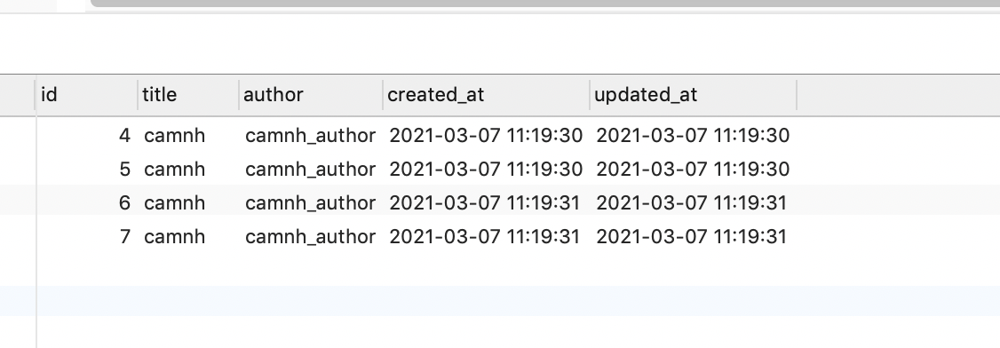 id title author created_at updated_at
4 camnh camnh_author 2021-03-07 11:19:30 2021-03-07 11:19:30
5 camnh camnh_author 2021-03-07 11:19:30 2021-03-07 11:19:30
6 camnh camnh_author 2021-03-07 11:19:31 2021-03-07 11:19:31
7 camnh camnh_author 2021-03-07 11:19:31 2021-03-07 11:19:31